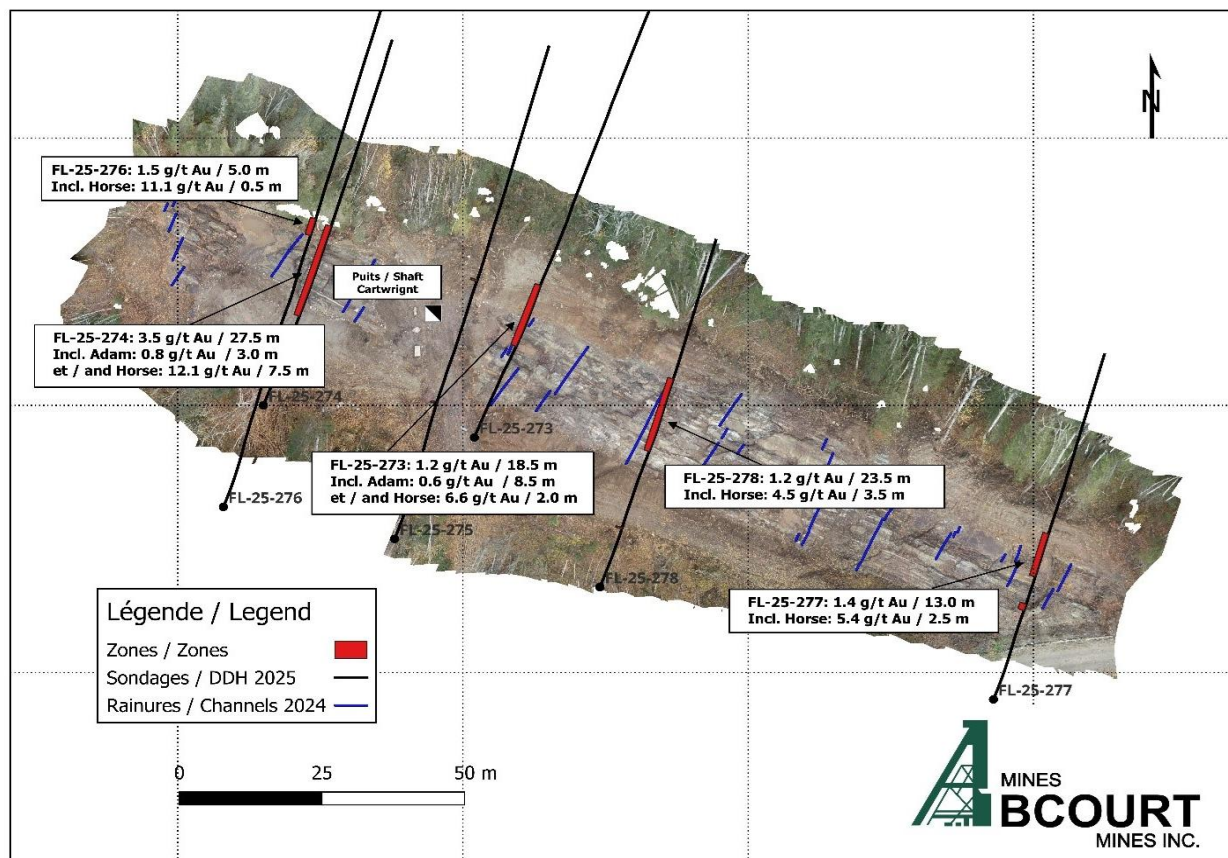 N
FL-25-276: 1.5 g/t Au / 5.0 m
Incl. Horse: 11.1 g/t Au / 0.5 m
Puits / Shaft
Cartwrignt
FL-25-274: 3.5 g/t Au / 27.5 m
Incl. Adam: 0.8 g/t Au / 3.0 m
et / and Horse: 12.1 g/t Au / 7.5 m
FL-25-274
FL-25-273
FL-25-273: 1.2 g/t Au / 18.5 m
Incl. Adam: 0.6 g/t Au / 8.5 m
et / and Horse: 6.6 g/t Au / 2.0 m
FL-25-278: 1.2 g/t Au / 23.5 m
Incl. Horse: 4.5 g/t Au / 3.5 m
FL-25-276
FL-25-275
FL-25-278
FL-25-277: 1.4 g/t Au / 13.0 m
Incl. Horse: 5.4 g/t Au / 2.5 m
FL-25-277
Légende / Legend
Zones / Zones
Sondages / DDH 2025
Rainures / Channels 2024
0 25 50 m
MINES
ABCOURT
MINES INC.